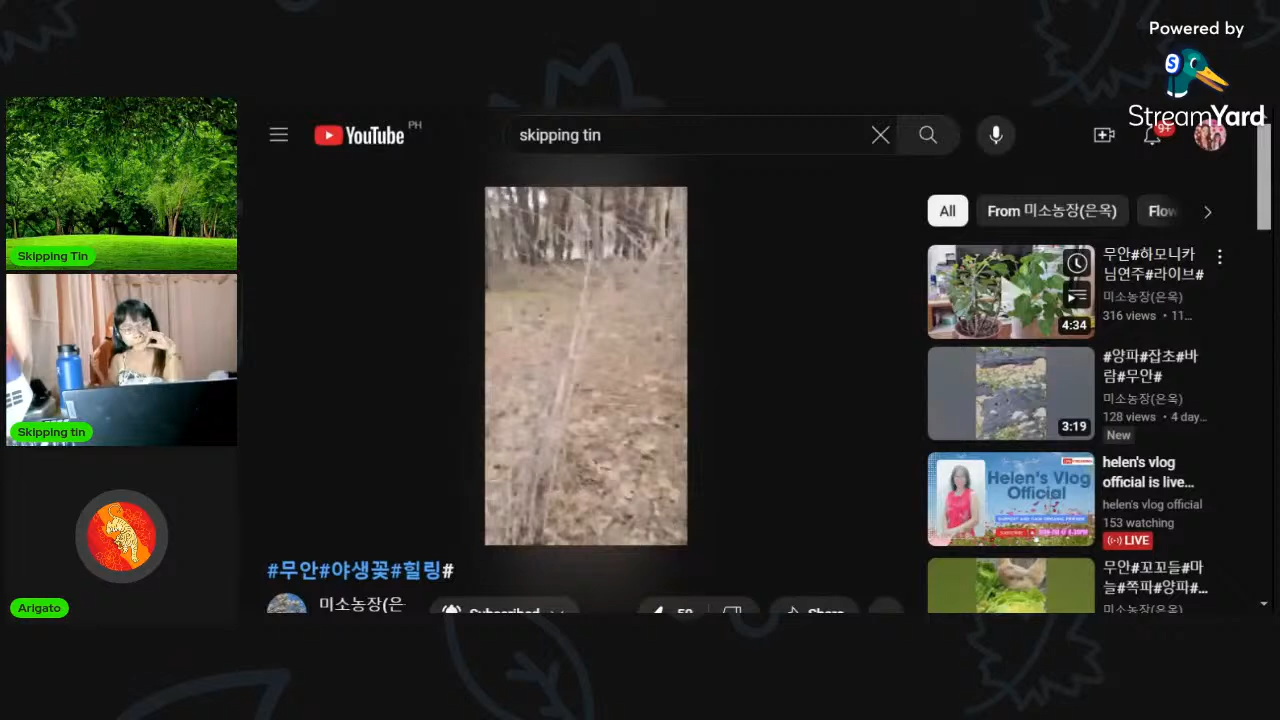 Powered by
StreamYard
YouTube PH
skipping tin
9+
All
From 미소농장(은옥)
Flow
무안#하모니카
님연주#라이브#
미소농장(은옥)
316 views • 11...
4:34
#양파#잡초#바
람#무안#
미소농장(은옥)
128 views • 4 day...
New
3:19
helen's vlog
official is live...
helen's vlog official
153 watching
LIVE
Helen's Vlog
Official
무안#꼬꼬들#마
늘#쪽파#양파#...
미소농장(은옥)
Skipping Tin
Skipping tin
Arigato
#무안#야생꽃#힐링#
미소농장(은
Subscribed
59
Share